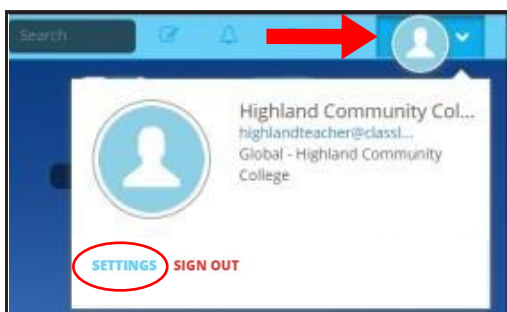 Search
Highland Community Col...
highlandteacher@classl...
Global - Highland Community
College
SETTINGS SIGN OUT